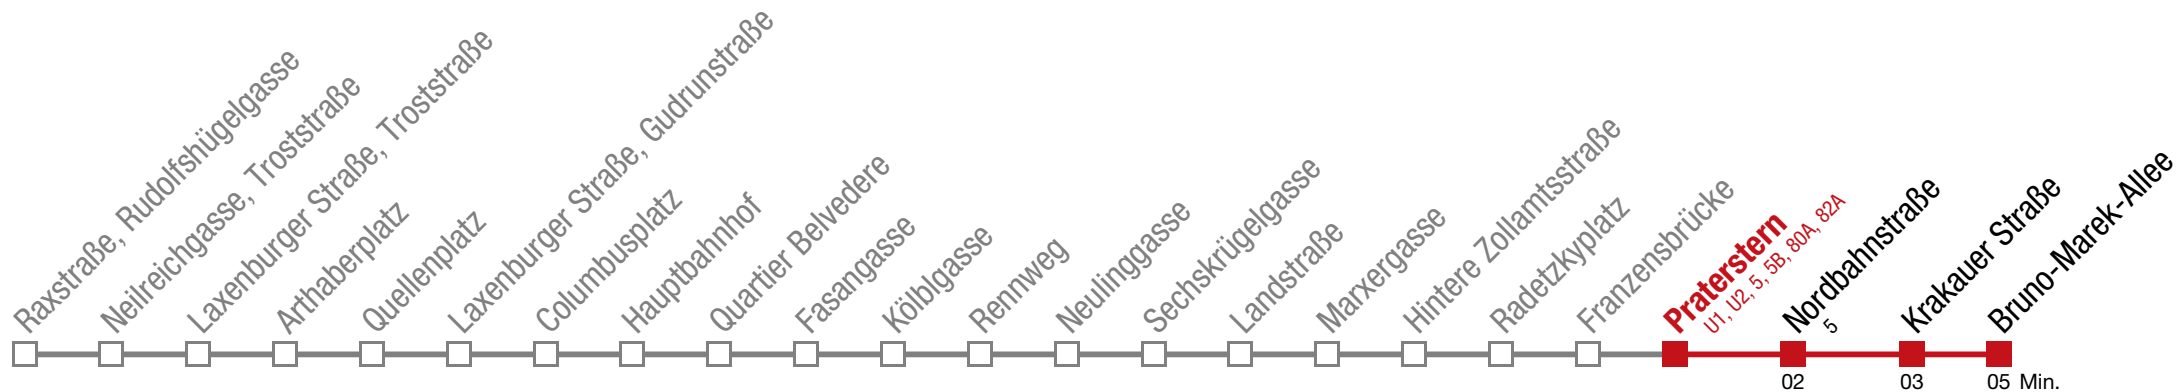 Raxstraße, Rudolfshügelgasse
Neilreichgasse, Troststraße
Laxenburger Straße, Troststraße
Arthaberplatz
Quellenplatz
Laxenburger Straße, Gudrunstraße
Columbusplatz
Hauptbahnhof
Quartier Belvedere
Fasangasse
Kölblgasse
Rennweg
Neulinggasse
Sechskrügelgasse
Landstraße
Marxergasse
Hintere Zollamtsstraße
Radetzkyplatz
Franzensbrücke
Praterstern
U1, U2, 5, 5B, 80A, 82A
Nordbahnstraße
5
Krakauer Straße
Bruno-Marek-Allee
02 03 05 Min.